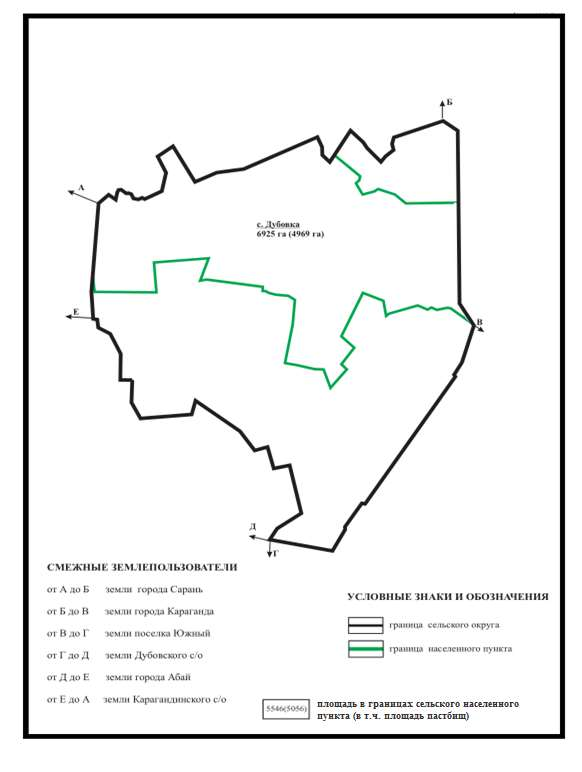 Б
А
с. Дубовка
6925 га (4969 га)
Е
В
Д
Г
СМЕЖНЫЕ ЗЕМЛЕПОЛЬЗОВАТЕЛИ
от А до Б земли города Сарань
от Б до В земли города Караганда
от В до Г земли поселка Южный
от Г до Д земли Дубовского с/о
от Д до Е земли города Абай
от Е до А земли Карагандинского с/о
УСЛОВНЫЕ ЗНАКИ И ОБОЗНАЧЕНИЯ
граница сельского округа
граница населенного пункта
5546(5056) площадь в границах сельского населенного
пункта (в т.ч. площадь пастбищ)